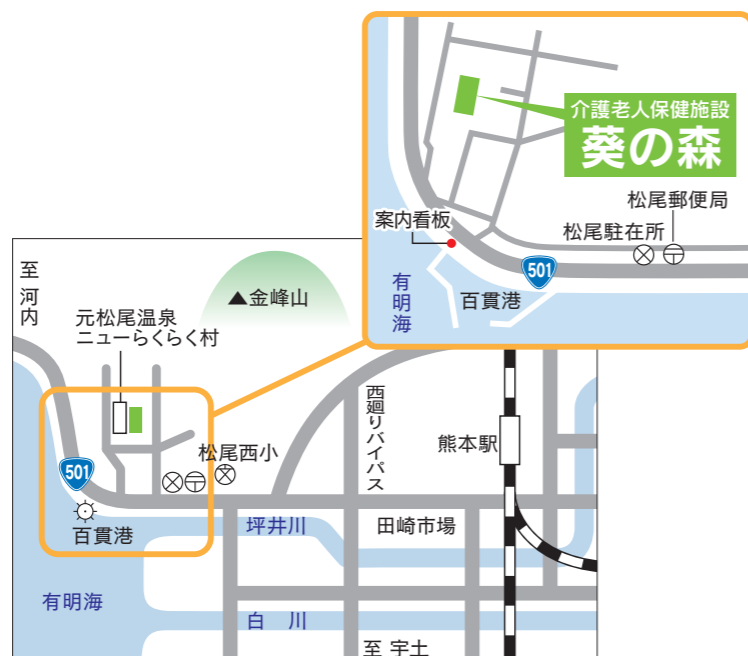 介護老人保健施設
葵の森
松尾郵便局
松尾駐在所
案内看板
501
有明海
百貫港
至 河内
▲金峰山
元松尾温泉
ニューらくらく村
西廻りバイパス
熊本駅
松尾西小
501
百貫港
坪井川
田崎市場
有明海
白 川
至 宇土